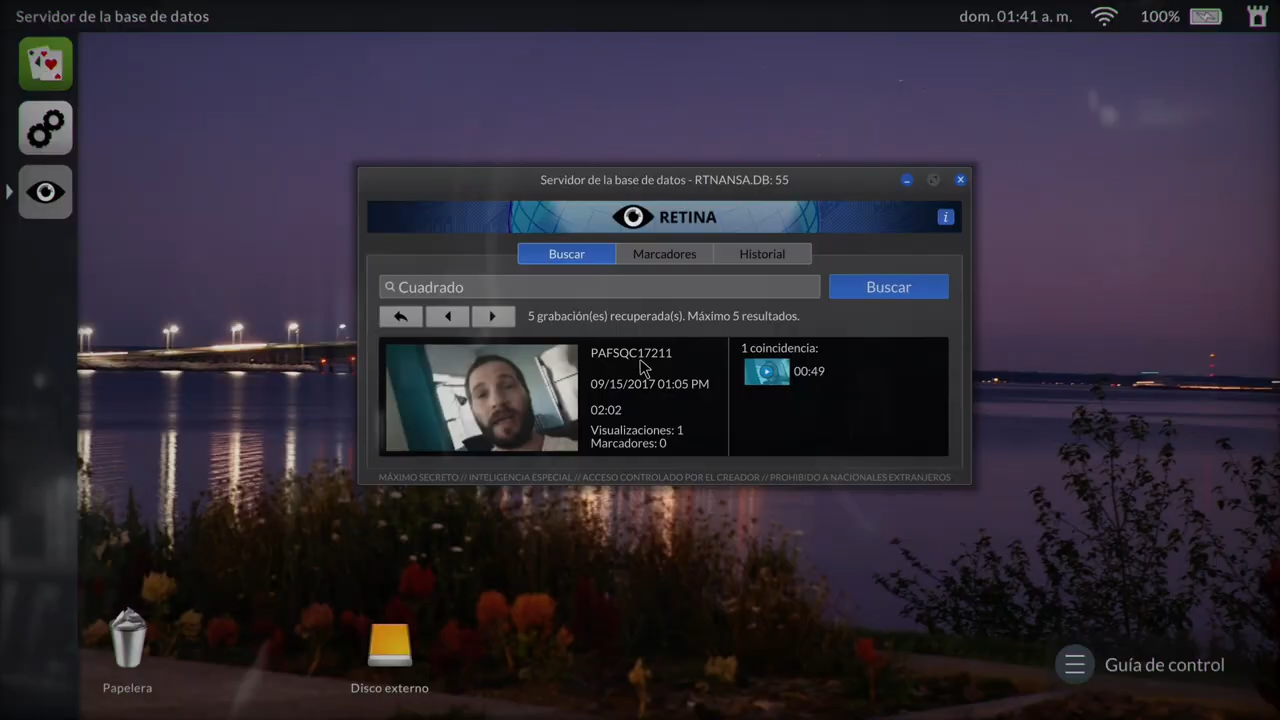 Servidor de la base de datos
dom. 01:41 a. m.
100%
Servidor de la base de datos - RTNANSA.DB: 55
RETINA
i
Buscar
Marcadores
Historial
Cuadrado
Buscar
5 grabación(es) recuperada(s). Máximo 5 resultados.
PAFSQC17211
09/15/2017 01:05 PM
02:02
Visualizaciones: 1
Marcadores: 0
1 coincidencia:
00:49
MÁXIMO SECRETO // INTELIGENCIA ESPECIAL // ACCESO CONTROLADO POR EL CREADOR // PROHIBIDO A NACIONALES EXTRANJEROS
Papelera
Disco externo
Guía de control